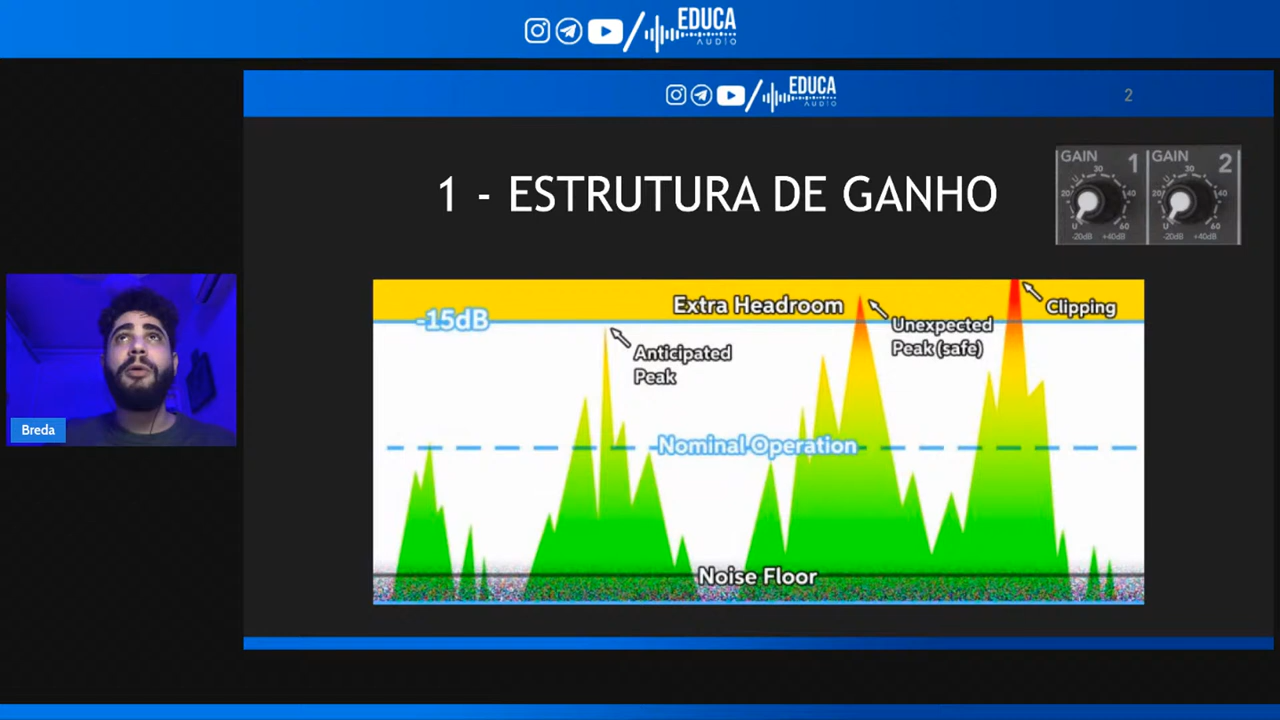 EDUCA
AUDIO
EDUCA
AUDIO
2
1 - ESTRUTURA DE GANHO
GAIN 1
30
U
20
40
U
60
-20dB +40dB
GAIN 2
30
U
20
40
U
60
-20dB +40dB
-15dB
Extra Headroom
Clipping
Unexpected
Peak (safe)
Anticipated
Peak
Nominal Operation
Noise Floor
Breda